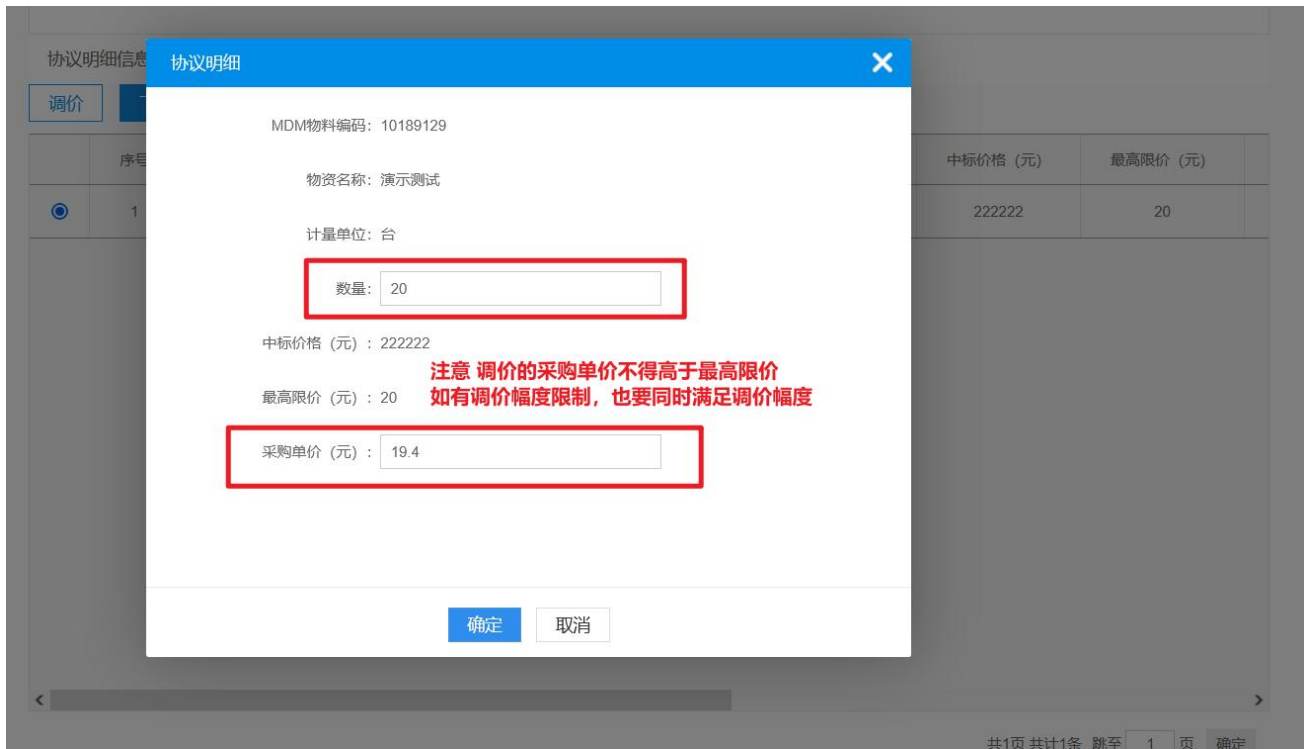 协议明细信息
协议明细
调价
MDM物料编码：10189129
序号
中标价格（元）
最高限价（元）
物资名称：演示测试
1
222222
20
计量单位：台
数量：
20
中标价格（元）：222222
注意 调价的采购单价不得高于最高限价
最高限价（元）：20
如有调价幅度限制，也要同时满足调价幅度
采购单价（元）：
19.4
确定
取消
共1页 共计1条 跳至 1 页 确定